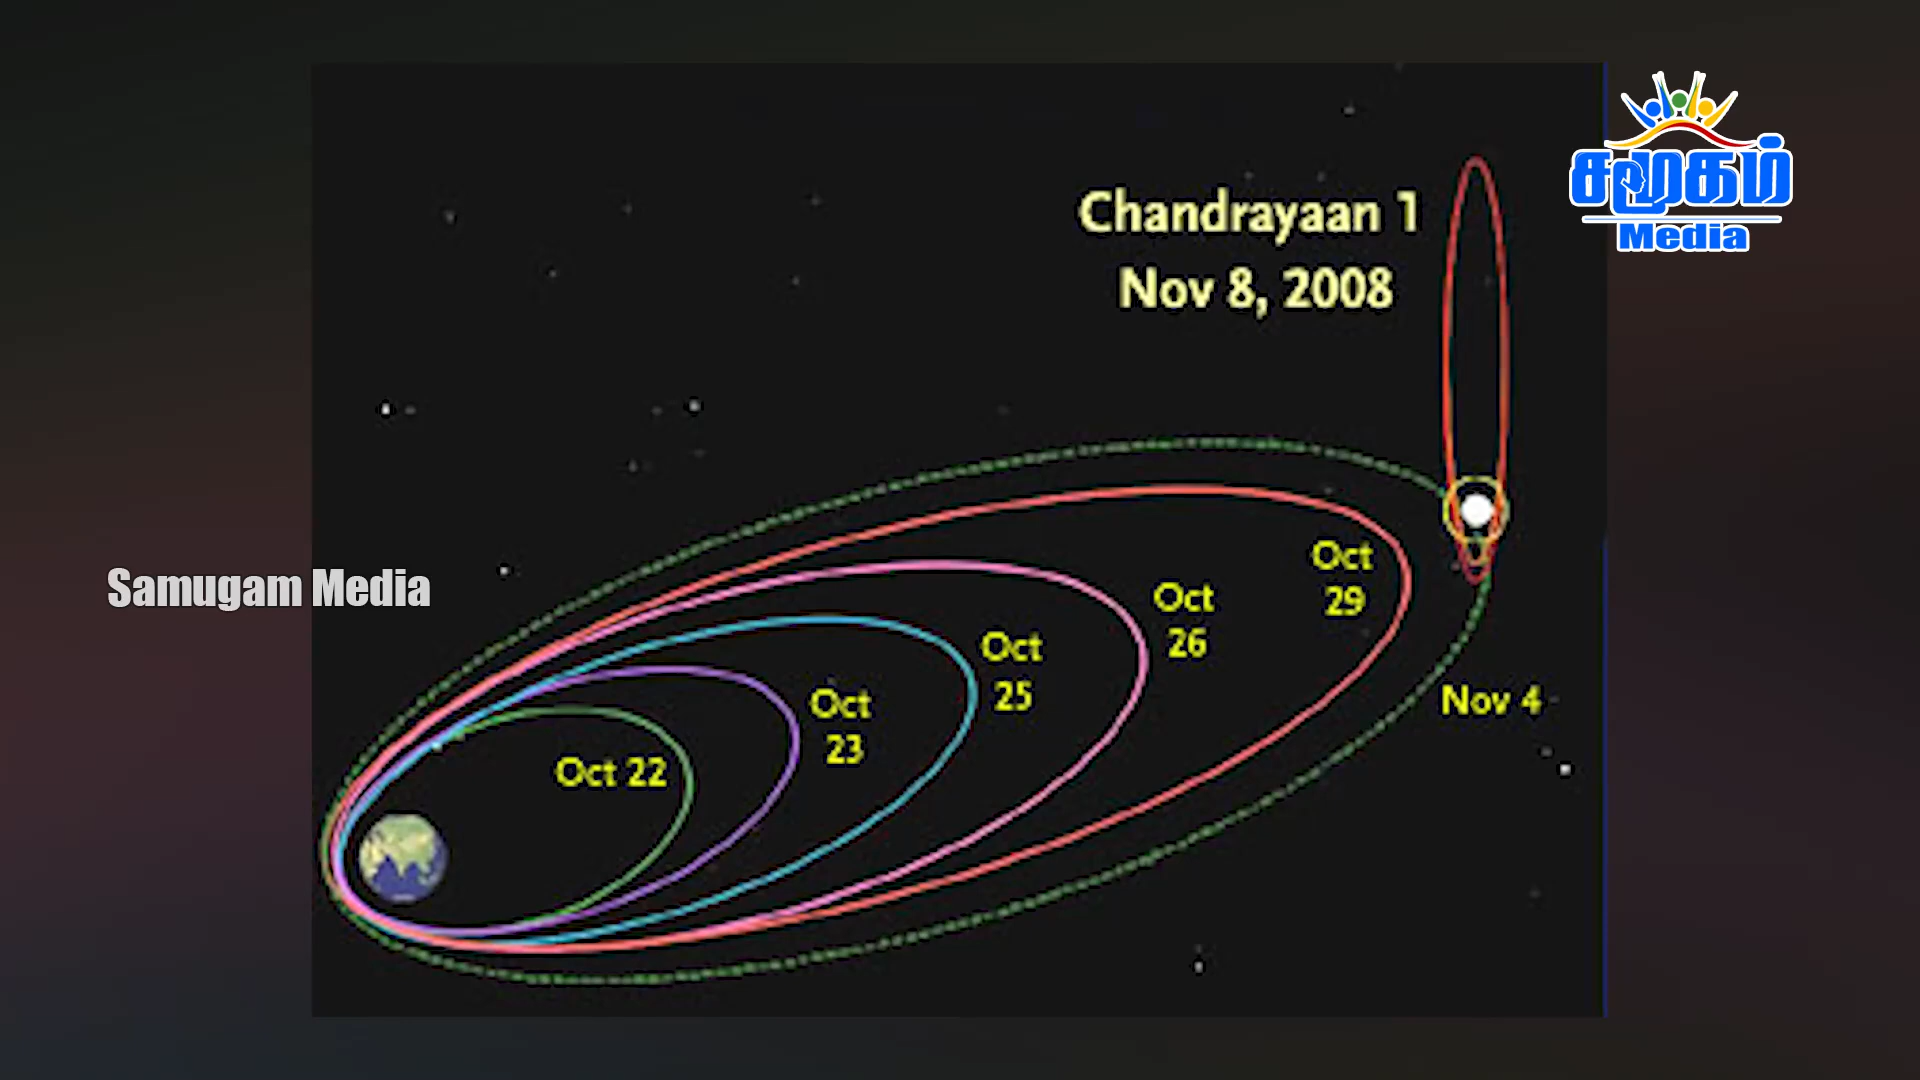 சமூகம்
Media
Chandrayaan 1
Nov 8, 2008
Oct
29
Oct
26
Oct
25
Oct
23
Oct 22
Nov 4
Samugam Media